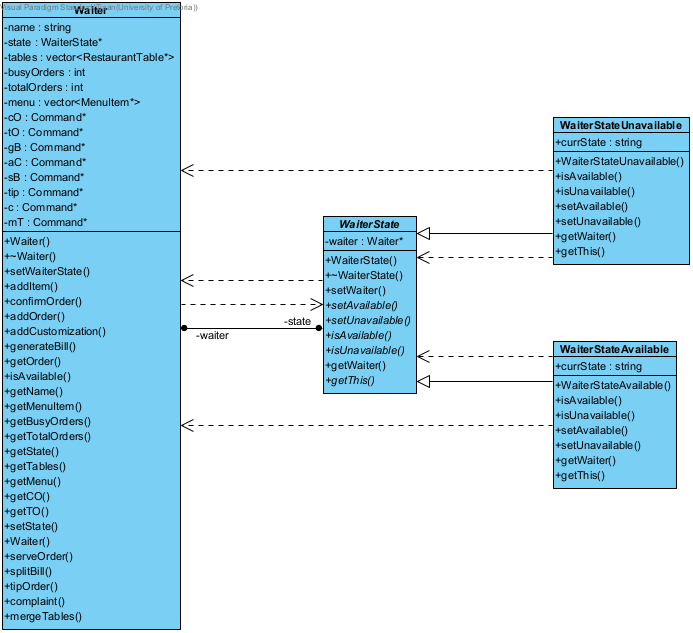 Visual Paradigm Standard
(University of Pretoria))
Waiter
-name : string
-state : WaiterState*
-tables : vector<RestaurantTable*>
-busyOrders : int
-totalOrders : int
-menu : vector<MenuItem*>
-cO : Command*
-tO : Command*
-gB : Command*
-aC : Command*
-sB : Command*
-tip : Command*
-c : Command*
-mT : Command*
+Waiter()
+~Waiter()
+setWaiterState()
+addItem()
+confirmOrder()
+addOrder()
+addCustomization()
+generateBill()
+getOrder()
+isAvailable()
+getName()
+getMenuItem()
+getBusyOrders()
+getTotalOrders()
+getState()
+getTables()
+getMenu()
+getCO()
+getTO()
+setState()
+Waiter()
+serveOrder()
+splitBill()
+tipOrder()
+complaint()
+mergeTables()
-waiter
-state
WaiterState
-waiter : Waiter*
+WaiterState()
+~WaiterState()
+setWaiter()
+setAvailable()
+setUnavailable()
+isAvailable()
+isUnavailable()
+getWaiter()
+getThis()
WaiterStateUnavailable
+currState : string
+WaiterStateUnavailable()
+isAvailable()
+isUnavailable()
+setAvailable()
+setUnavailable()
+getWaiter()
+getThis()
WaiterStateAvailable
+currState : string
+WaiterStateAvailable()
+isAvailable()
+isUnavailable()
+setAvailable()
+setUnavailable()
+getWaiter()
+getThis()